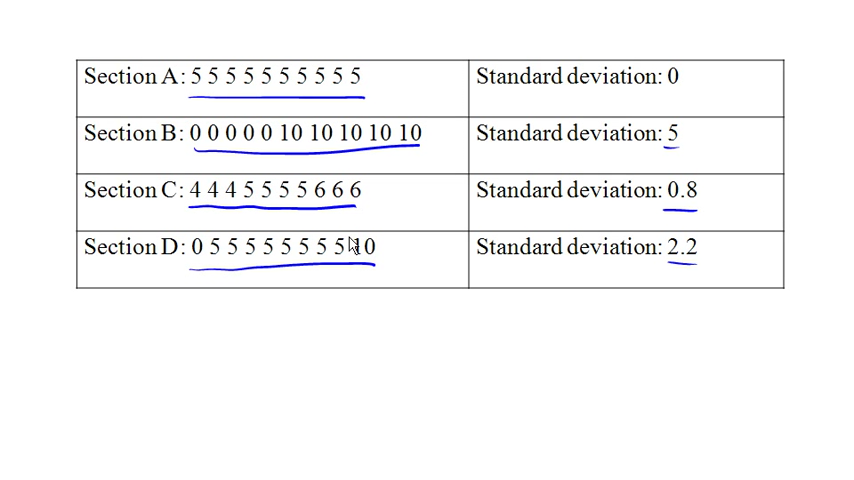 Section A: 5 5 5 5 5 5 5 5 5 5
Standard deviation: 0
Section B: 0 0 0 0 0 10 10 10 10 10
Standard deviation: 5
Section C: 4 4 4 5 5 5 5 6 6 6
Standard deviation: 0.8
Section D: 0 5 5 5 5 5 5 5 5 10
Standard deviation: 2.2